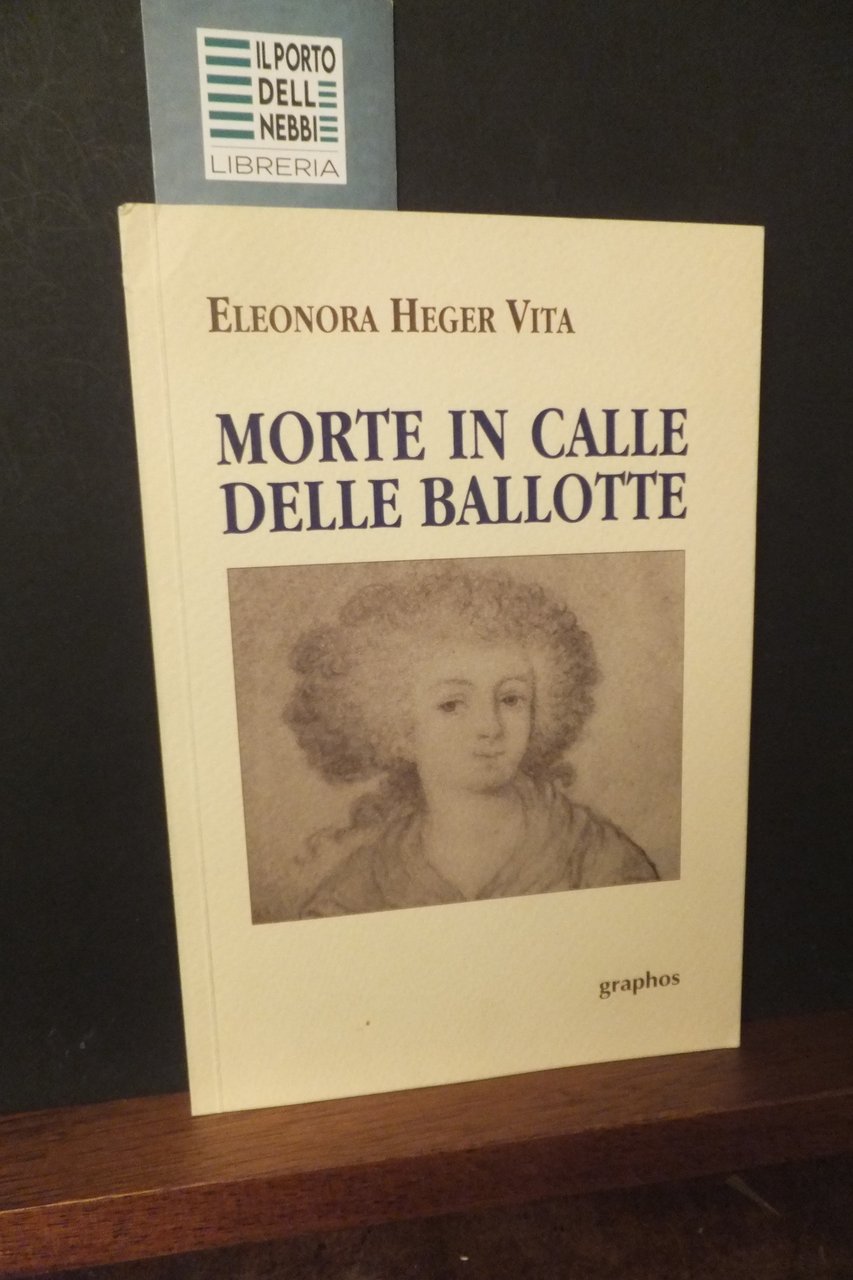 IL PORTO
DELLE
NEBBIE
LIBRERIA
ELEONORA HEGER VITA
MORTE IN CALLE
DELLE BALLOTTE
graphos